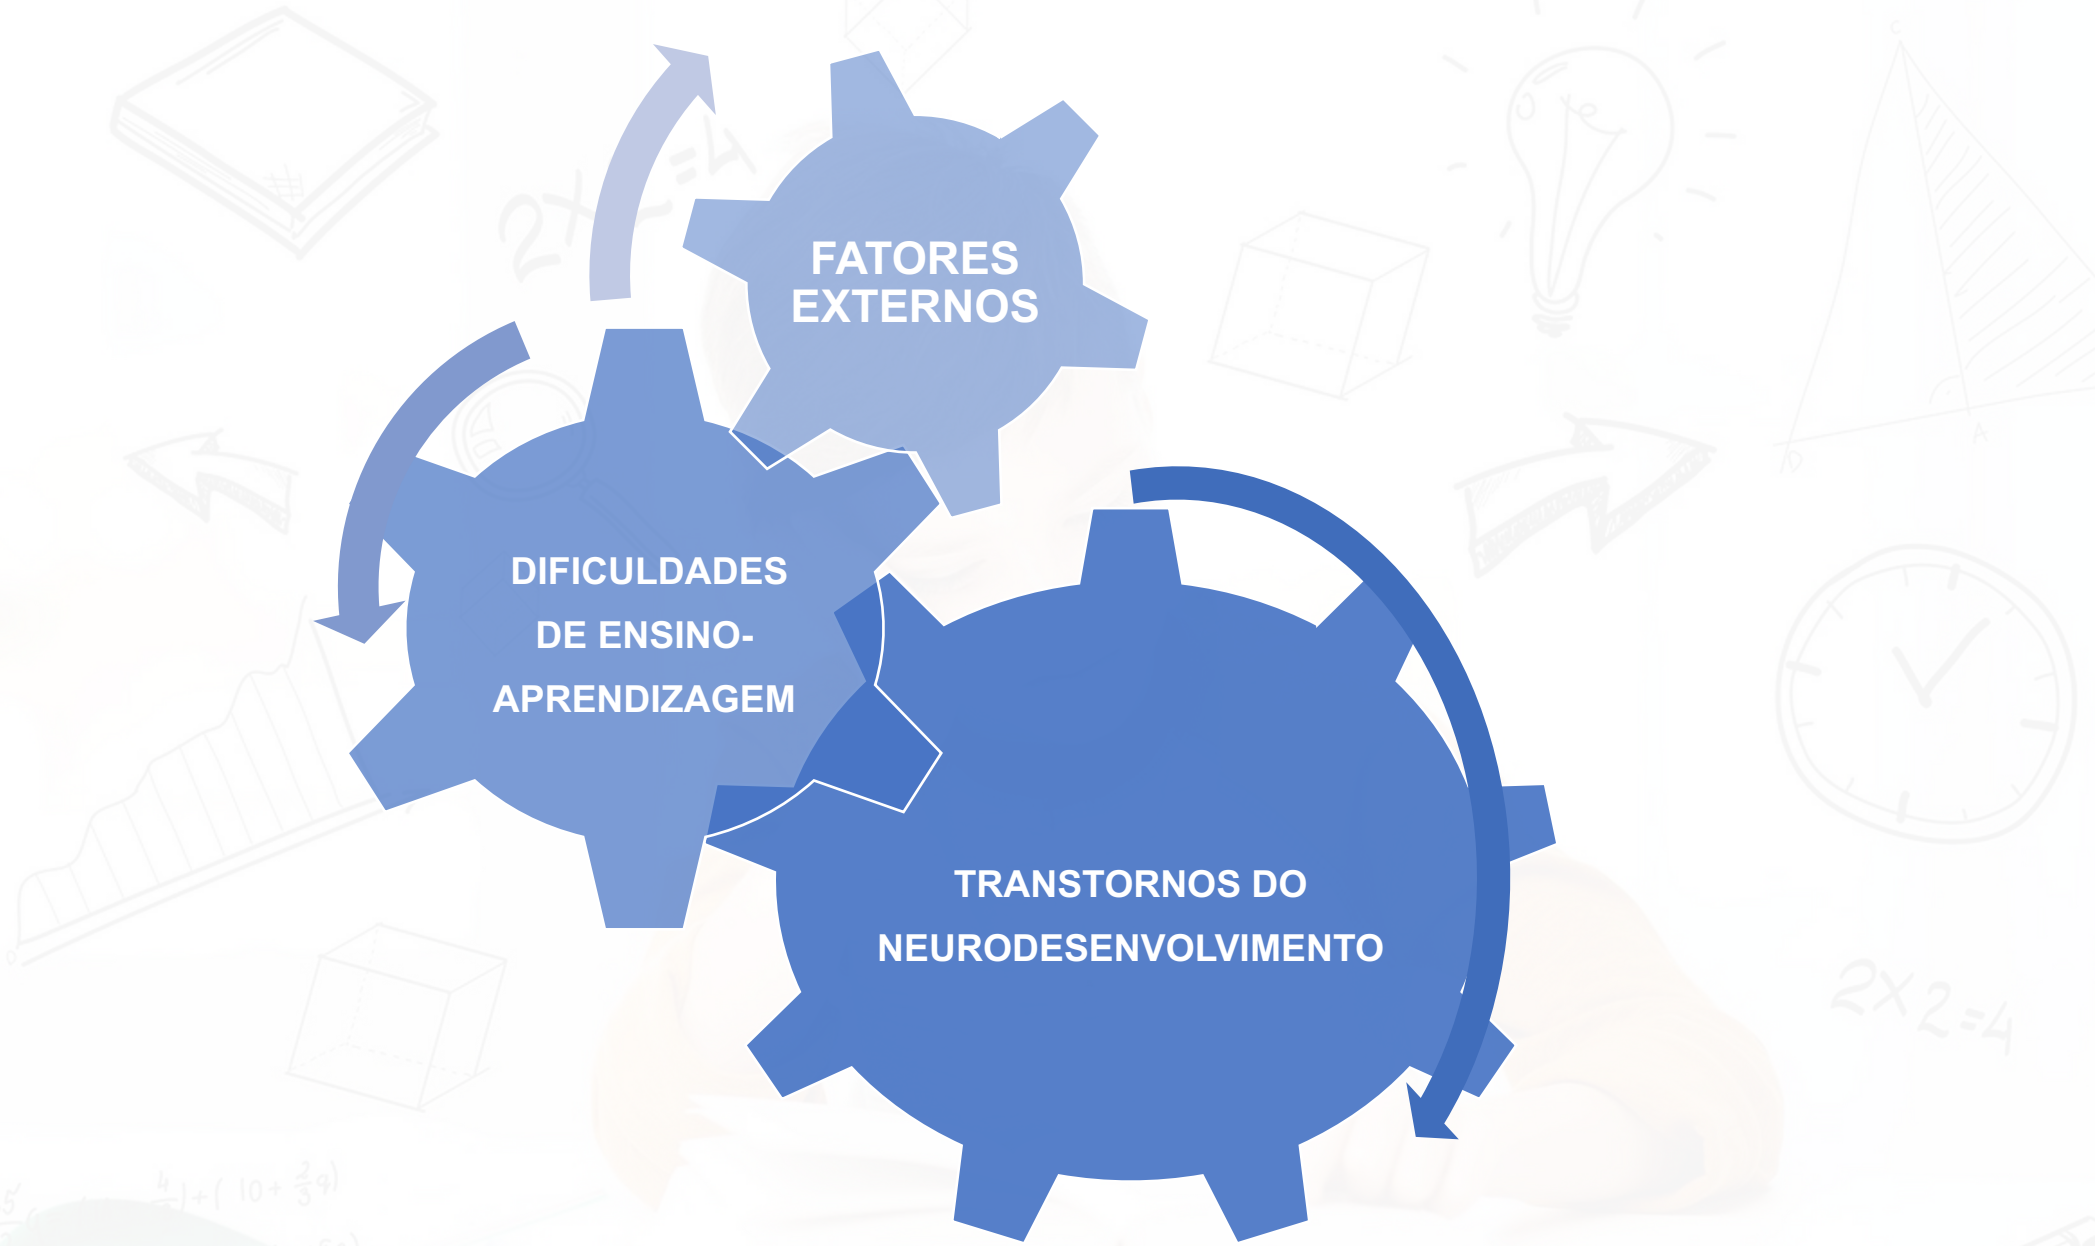 FATORES
EXTERNOS
DIFICULDADES
DE ENSINO-
APRENDIZAGEM
TRANSTORNOS DO
NEURODESENVOLVIMENTO
2x2=4